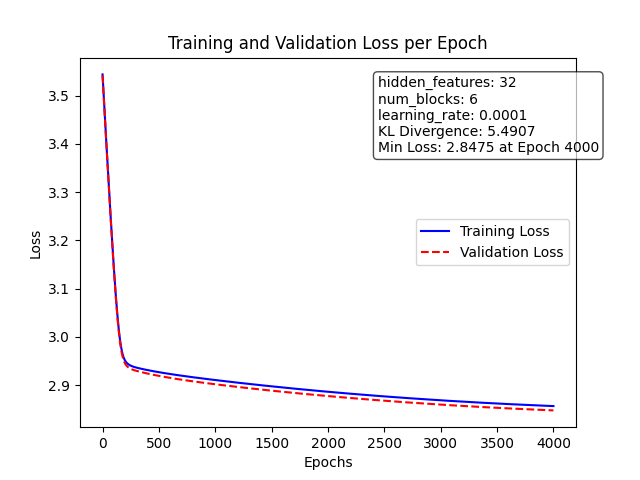 Training and Validation Loss per Epoch
hidden_features: 32
num_blocks: 6
learning_rate: 0.0001
KL Divergence: 5.4907
Min Loss: 2.8475 at Epoch 4000
Training Loss
Validation Loss
Loss
3.5
3.4
3.3
3.2
3.1
3.0
2.9
0 500 1000 1500 2000 2500 3000 3500 4000
Epochs